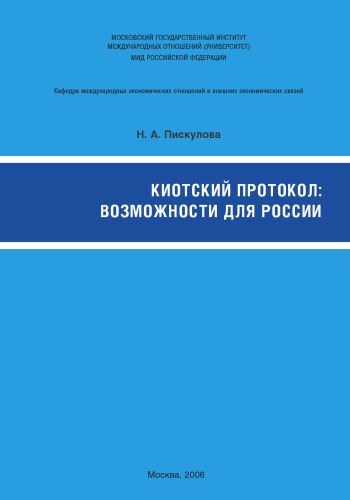 МОСКОВСКИЙ ГОСУДАРСТВЕННЫЙ ИНСТИТУТ
МЕЖДУНАРОДНЫХ ОТНОШЕНИЙ (УНИВЕРСИТЕТ)
МИД РОССИЙСКОЙ ФЕДЕРАЦИИ
Кафедра международных экономических отношений и внешних экономических связей
Н. А. Пискулова
КИОТСКИЙ ПРОТОКОЛ:
ВОЗМОЖНОСТИ ДЛЯ РОССИИ
Москва, 2006